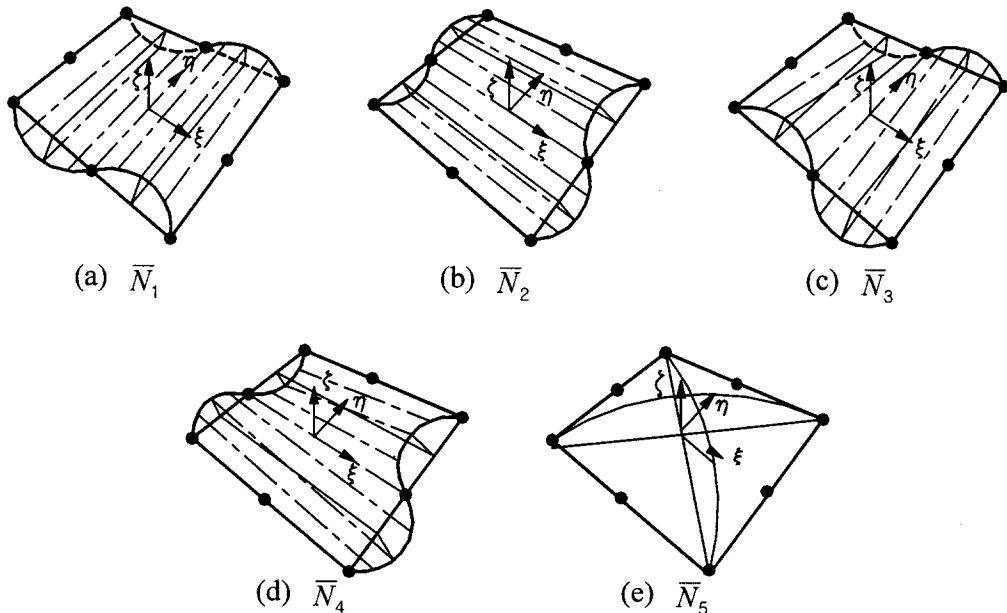 ζ η ξ
ζ η ξ
ζ η ξ
(a) N̅₁
(b) N̅₂
(c) N̅₃
ζ η ξ
ζ η ξ
(d) N̅₄
(e) N̅₅